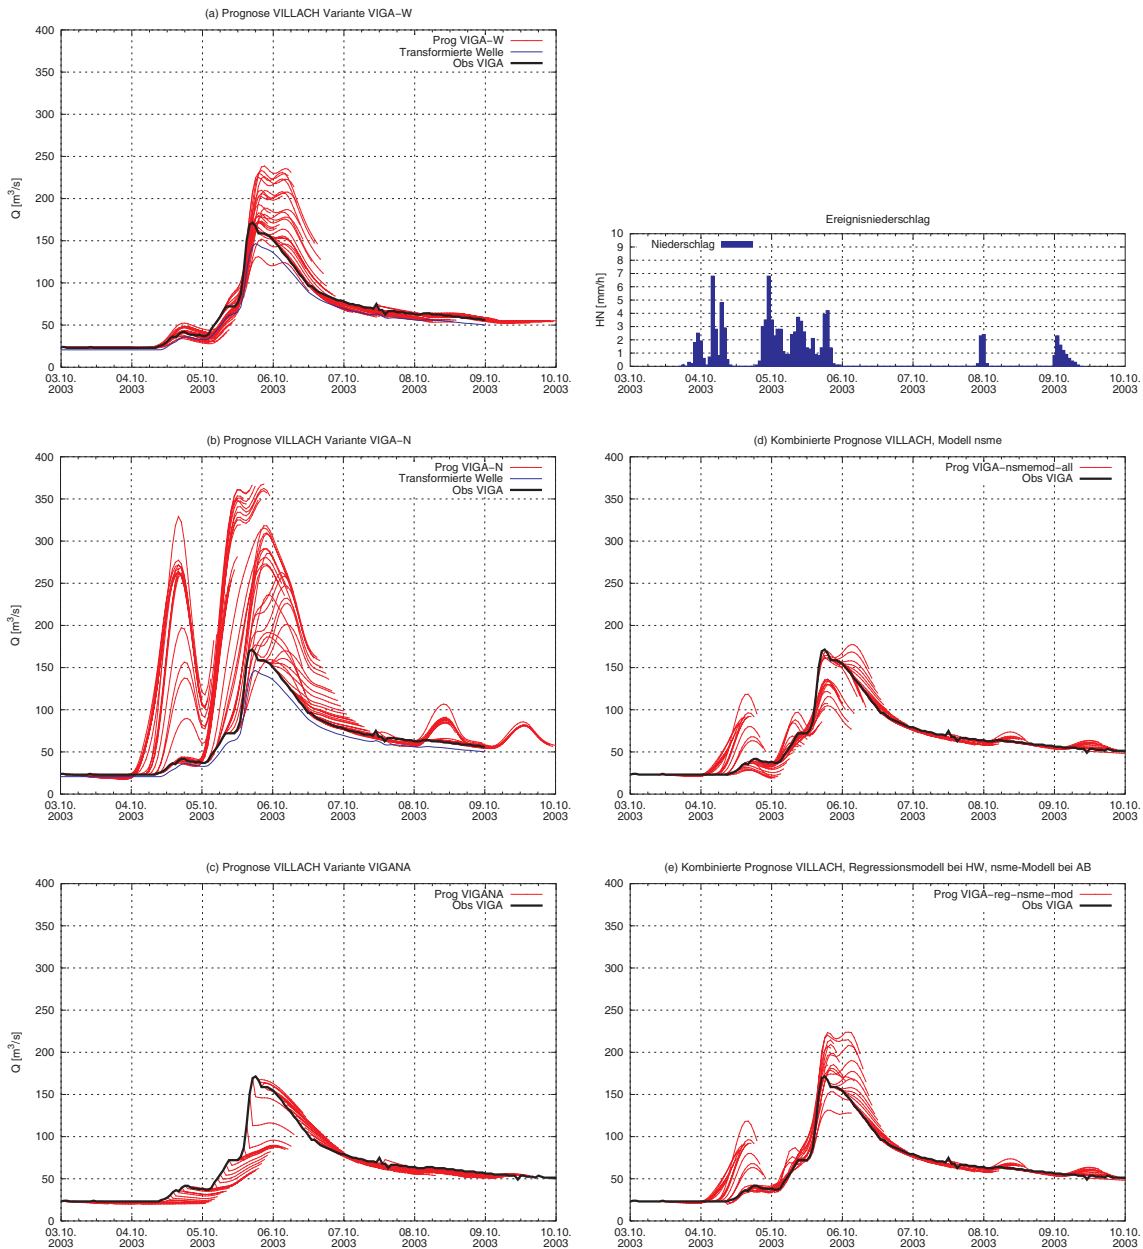 (a) Prognose VILLACH Variante VIGA−W
Q [m³/s]
400
350
300
250
200
150
100
50
0
Prog VIGA−W
Transformierte Welle
Obs VIGA
03.10. 04.10. 05.10. 06.10. 07.10. 08.10. 09.10. 10.10.
2003 2003 2003 2003 2003 2003 2003 2003
Ereignisniederschlag
HN [mm/h]
10
9
8
7
6
5
4
3
2
1
0
Niederschlag
03.10. 04.10. 05.10. 06.10. 07.10. 08.10. 09.10. 10.10.
2003 2003 2003 2003 2003 2003 2003 2003
(b) Prognose VILLACH Variante VIGA−N
Q [m³/s]
400
350
300
250
200
150
100
50
0
Prog VIGA−N
Transformierte Welle
Obs VIGA
03.10. 04.10. 05.10. 06.10. 07.10. 08.10. 09.10. 10.10.
2003 2003 2003 2003 2003 2003 2003 2003
(d) Kombinierte Prognose VILLACH, Modell nsme
400
350
300
250
200
150
100
50
0
Prog VIGA−nsmemod−all
Obs VIGA
03.10. 04.10. 05.10. 06.10. 07.10. 08.10. 09.10. 10.10.
2003 2003 2003 2003 2003 2003 2003 2003
(c) Prognose VILLACH Variante VIGANA
Q [m³/s]
400
350
300
250
200
150
100
50
0
Prog VIGANA
Obs VIGA
03.10. 04.10. 05.10. 06.10. 07.10. 08.10. 09.10. 10.10.
2003 2003 2003 2003 2003 2003 2003 2003
(e) Kombinierte Prognose VILLACH, Regressionsmodell bei HW, nsme-Modell bei AB
400
350
300
250
200
150
100
50
0
Prog VIGA−reg−nsme−mod
Obs VIGA
03.10. 04.10. 05.10. 06.10. 07.10. 08.10. 09.10. 10.10.
2003 2003 2003 2003 2003 2003 2003 2003